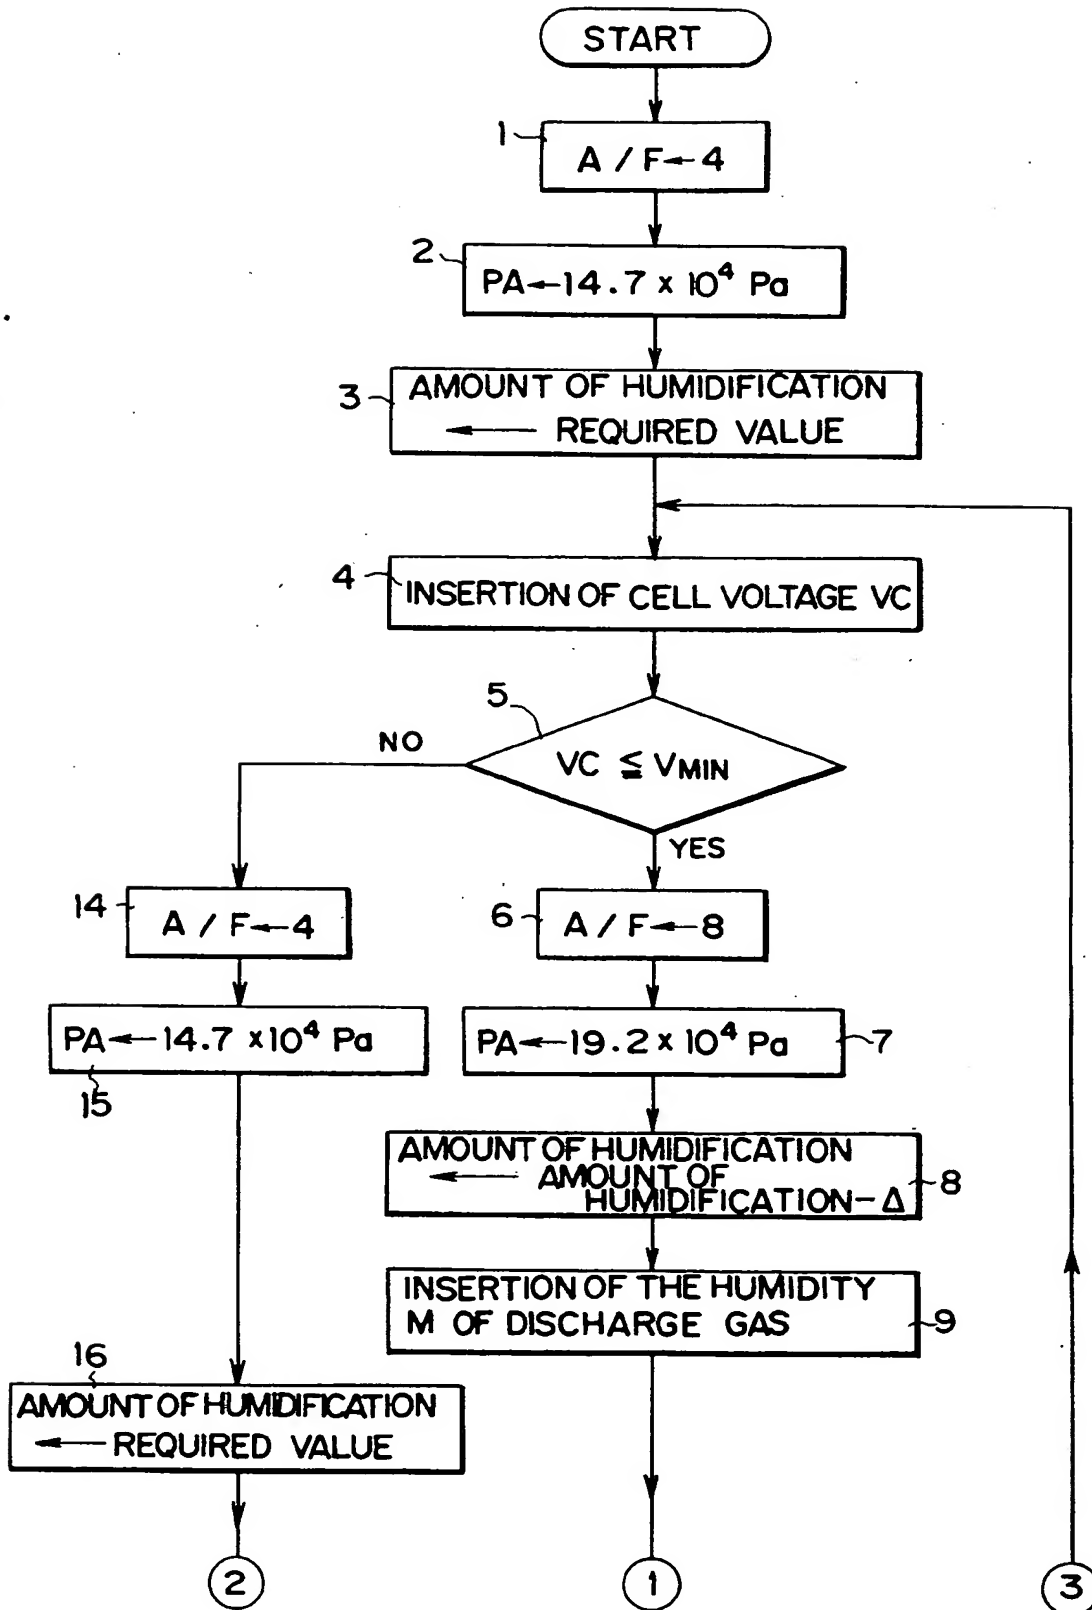 START
1
A / F ← 4
2
PA ← 14.7 × 10⁴ Pa
3
AMOUNT OF HUMIDIFICATION
← REQUIRED VALUE
4
INSERTION OF CELL VOLTAGE VC
5
VC ≦ VMIN
NO
YES
14
A / F ← 4
6
A / F ← 8
PA ← 14.7 × 10⁴ Pa
15
PA ← 19.2 × 10⁴ Pa
7
AMOUNT OF HUMIDIFICATION
← AMOUNT OF
HUMIDIFICATION − Δ
8
INSERTION OF THE HUMIDITY
M OF DISCHARGE GAS
9
16
AMOUNT OF HUMIDIFICATION
← REQUIRED VALUE
2
1
3